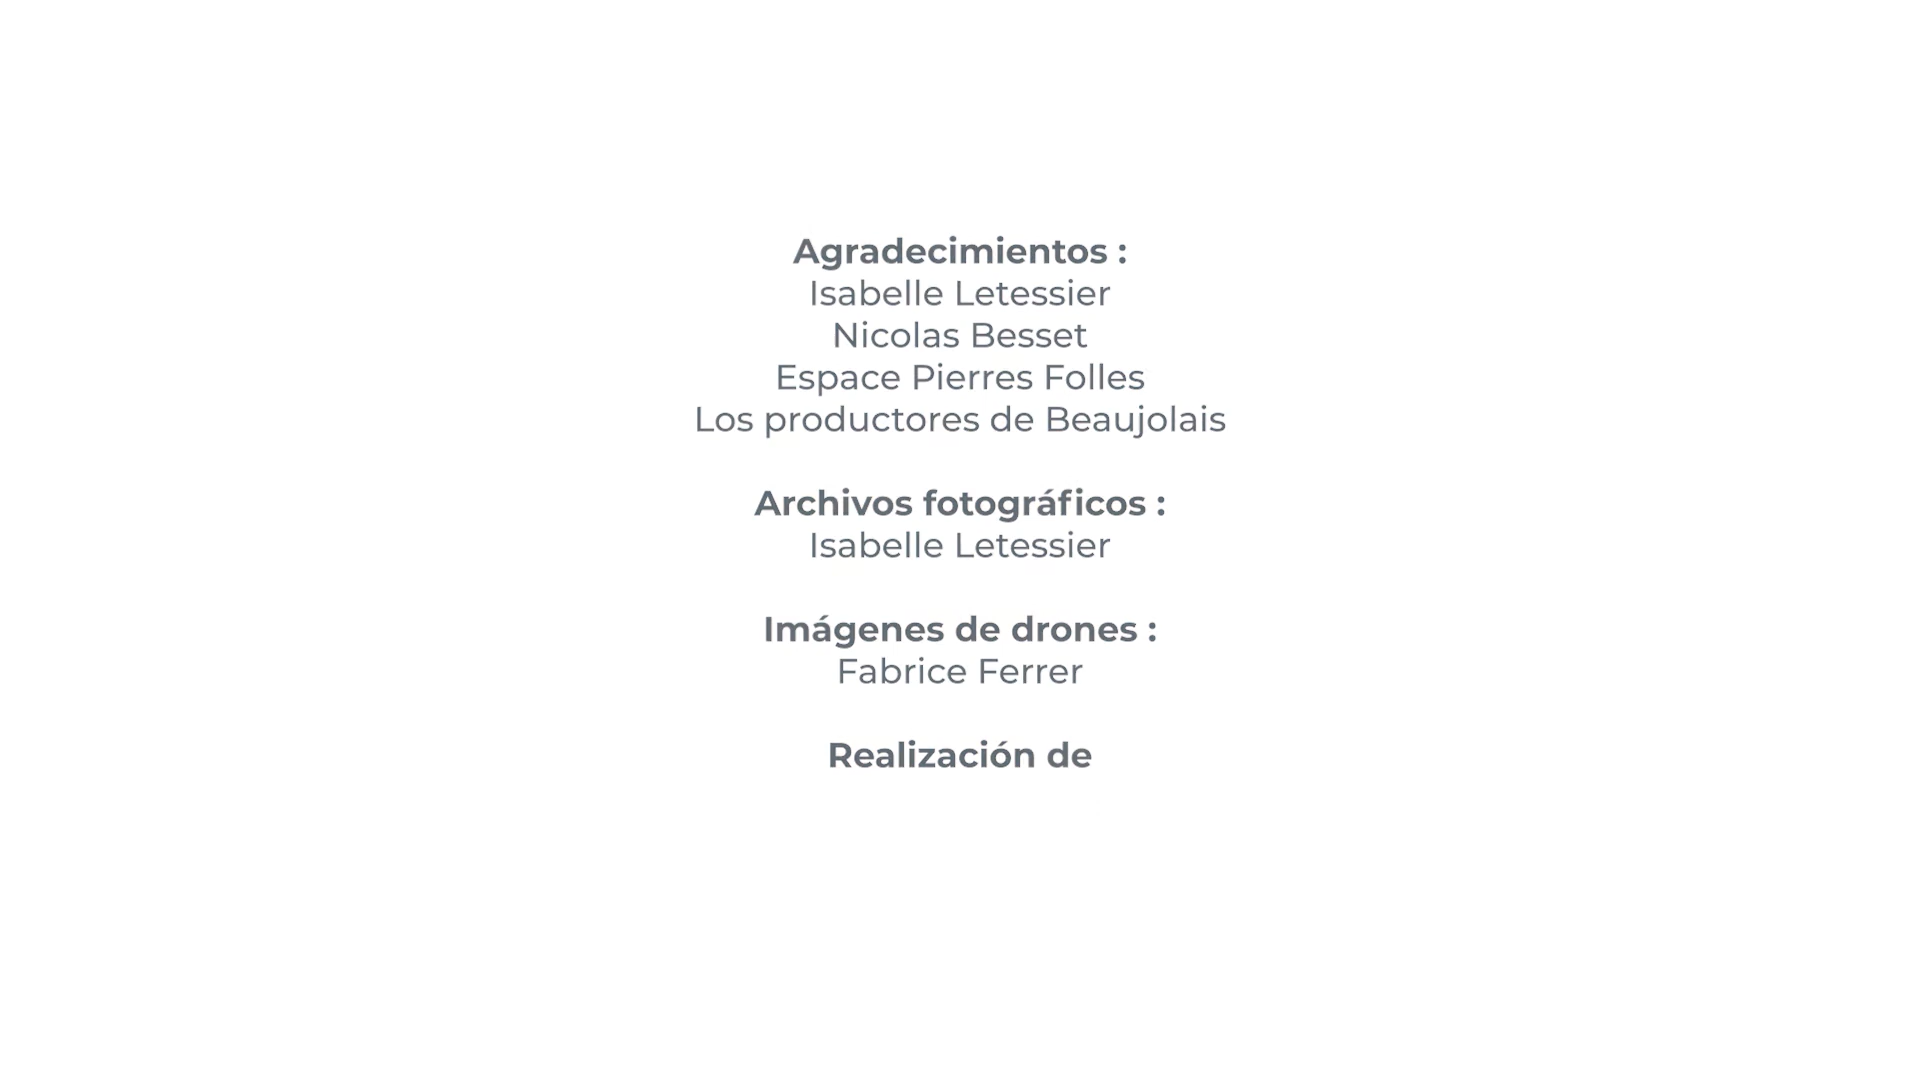 Agradecimientos :
Isabelle Letessier
Nicolas Besset
Espace Pierres Folles
Los productores de Beaujolais
Archivos fotográficos :
Isabelle Letessier
Imágenes de drones :
Fabrice Ferrer
Realización de